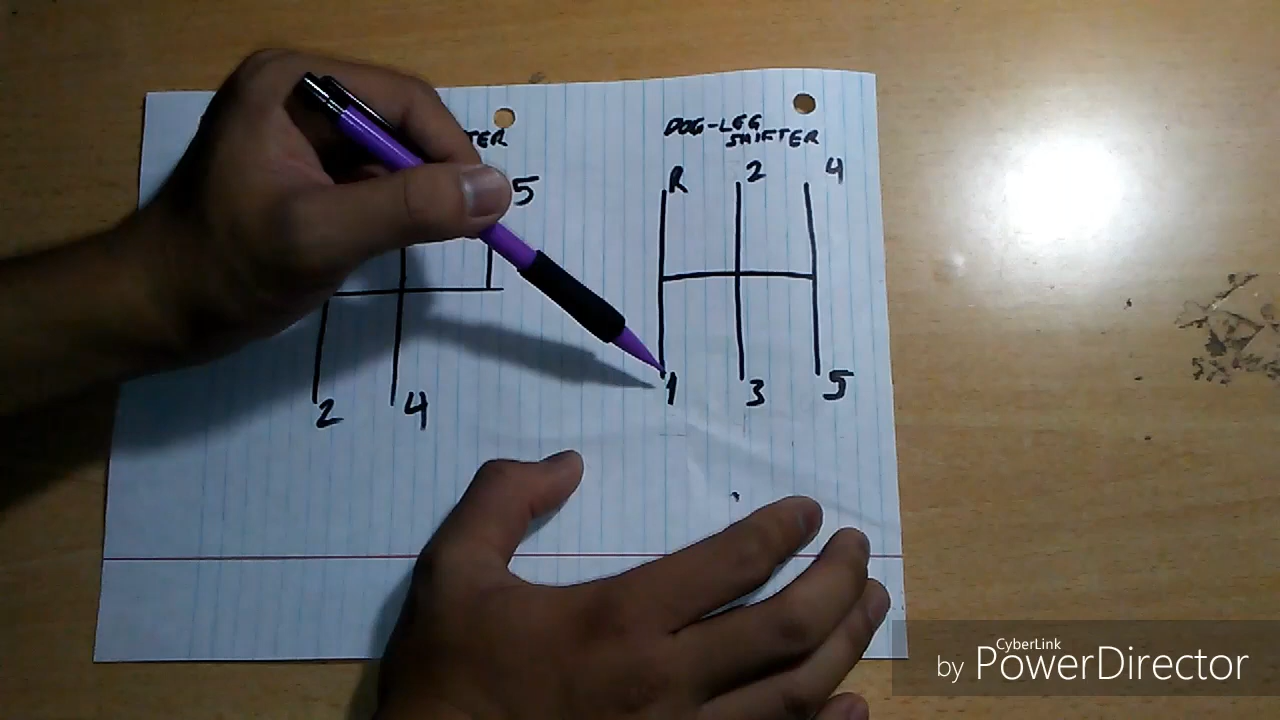 TER
5
2 4
DOG-LEG
SHIFTER
R 2 4
1 3 5
CyberLink
by PowerDirector